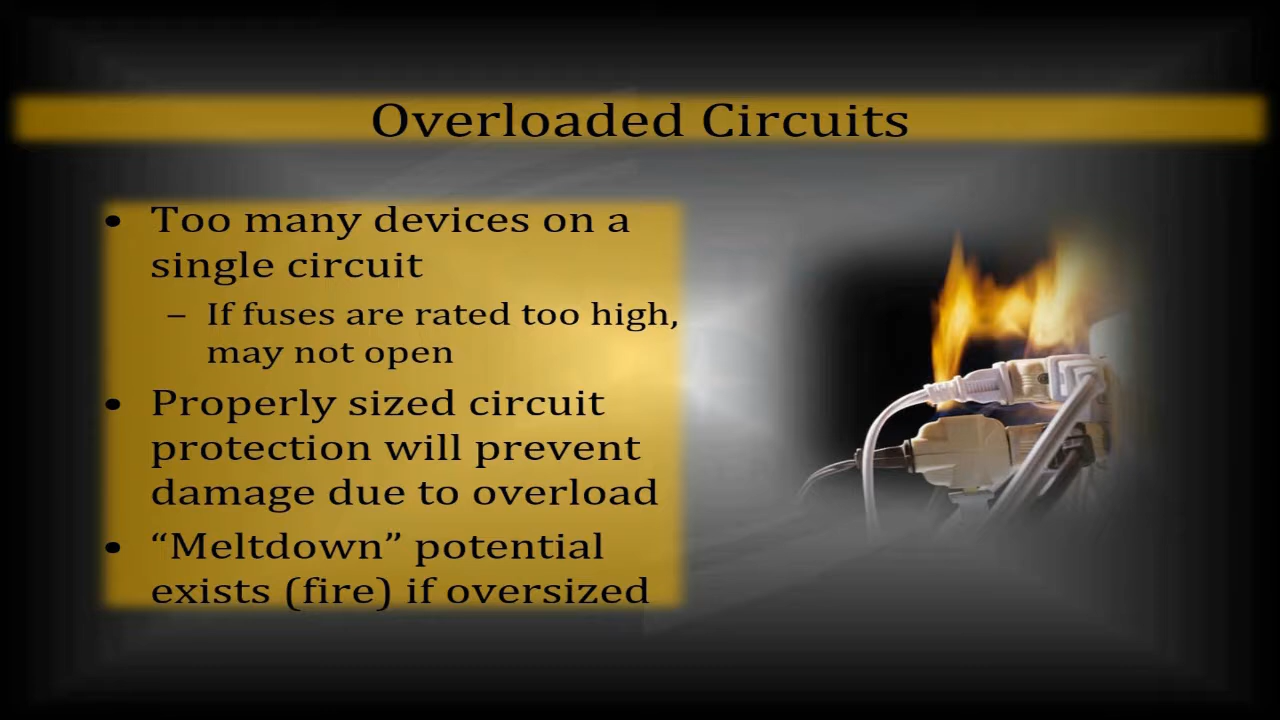 Overloaded Circuits
• Too many devices on a
single circuit
– If fuses are rated too high,
may not open
• Properly sized circuit
protection will prevent
damage due to overload
• “Meltdown” potential
exists (fire) if oversized